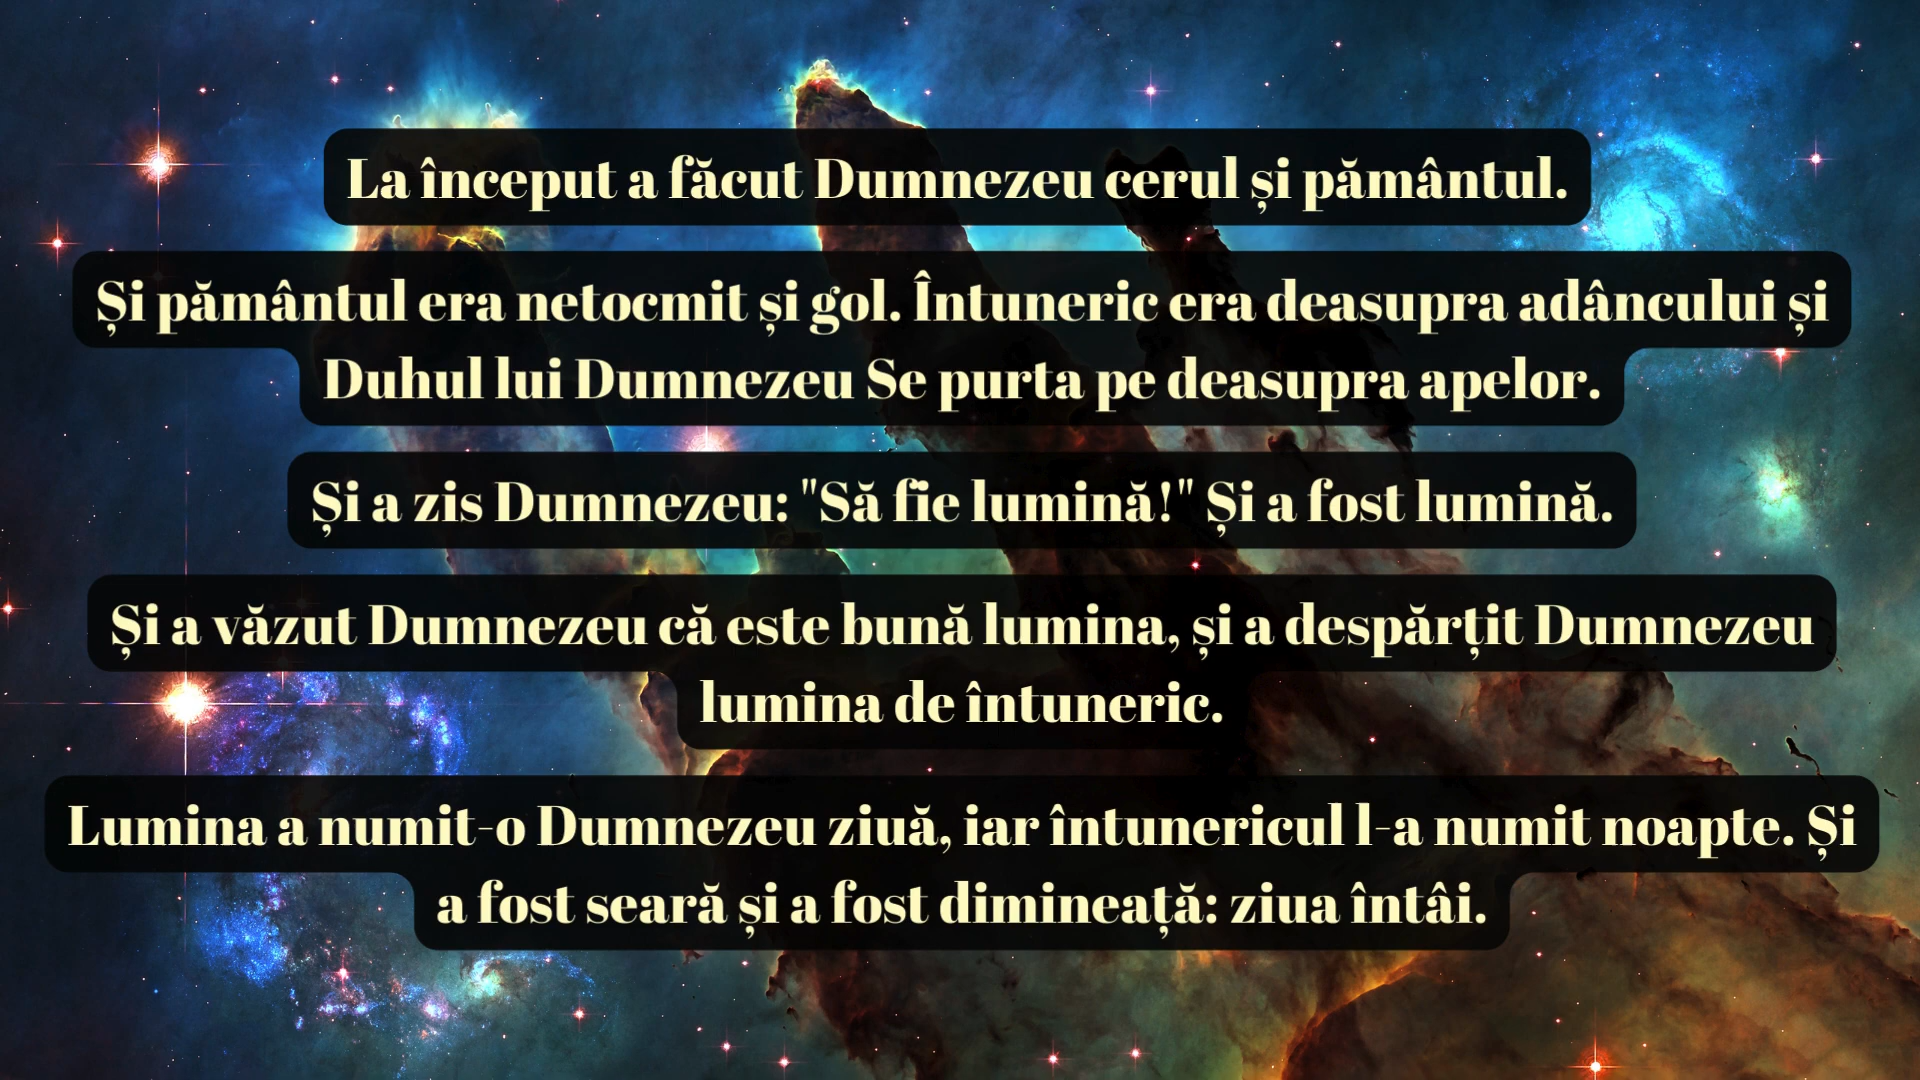 La început a făcut Dumnezeu cerul și pământul.
Și pământul era netocmit și gol. Întuneric era deasupra adâncului și
Duhul lui Dumnezeu Se purta pe deasupra apelor.
Și a zis Dumnezeu: "Să fie lumină!" Și a fost lumină.
Și a văzut Dumnezeu că este bună lumina, și a despărțit Dumnezeu
lumina de întuneric.
Lumina a numit-o Dumnezeu ziuă, iar întunericul l-a numit noapte. Și
a fost seară și a fost dimineață: ziua întâi.